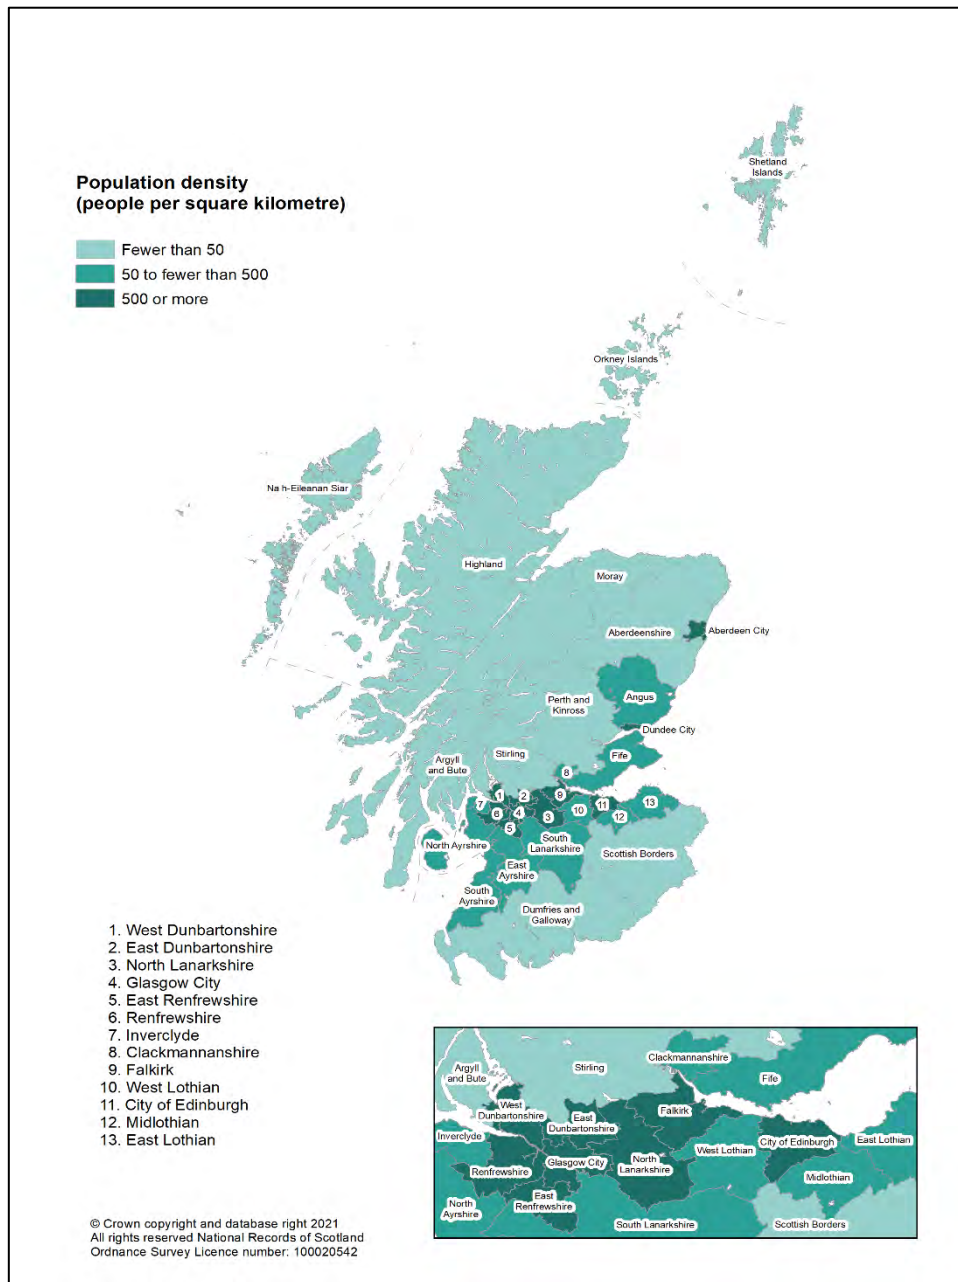 Population density
(people per square kilometre)
Fewer than 50
50 to fewer than 500
500 or more
Shetland
Islands
Orkney Islands
Na h-Eileanan Siar
Highland
Moray
Aberdeenshire
Aberdeen City
Perth and
Kinross
Angus
Dundee City
Argyll
and Bute
Stirling
Fife
8
1
2
9
7
6
4
3
10
11
12
13
5
North Ayrshire
South
Lanarkshire
Scottish Borders
East
Ayrshire
South
Ayrshire
Dumfries and
Galloway
1. West Dunbartonshire
2. East Dunbartonshire
3. North Lanarkshire
4. Glasgow City
5. East Renfrewshire
6. Renfrewshire
7. Inverclyde
8. Clackmannanshire
9. Falkirk
10. West Lothian
11. City of Edinburgh
12. Midlothian
13. East Lothian
Argyll
and Bute
Stirling
Clackmannanshire
Fife
West
Dunbartonshire
East
Dunbartonshire
Falkirk
Inverclyde
City of Edinburgh
East Lothian
West Lothian
Renfrewshire
Glasgow City
North
Lanarkshire
Midlothian
East
Renfrewshire
North
Ayrshire
South Lanarkshire
Scottish Borders
© Crown copyright and database right 2021
All rights reserved National Records of Scotland
Ordnance Survey Licence number: 100020542